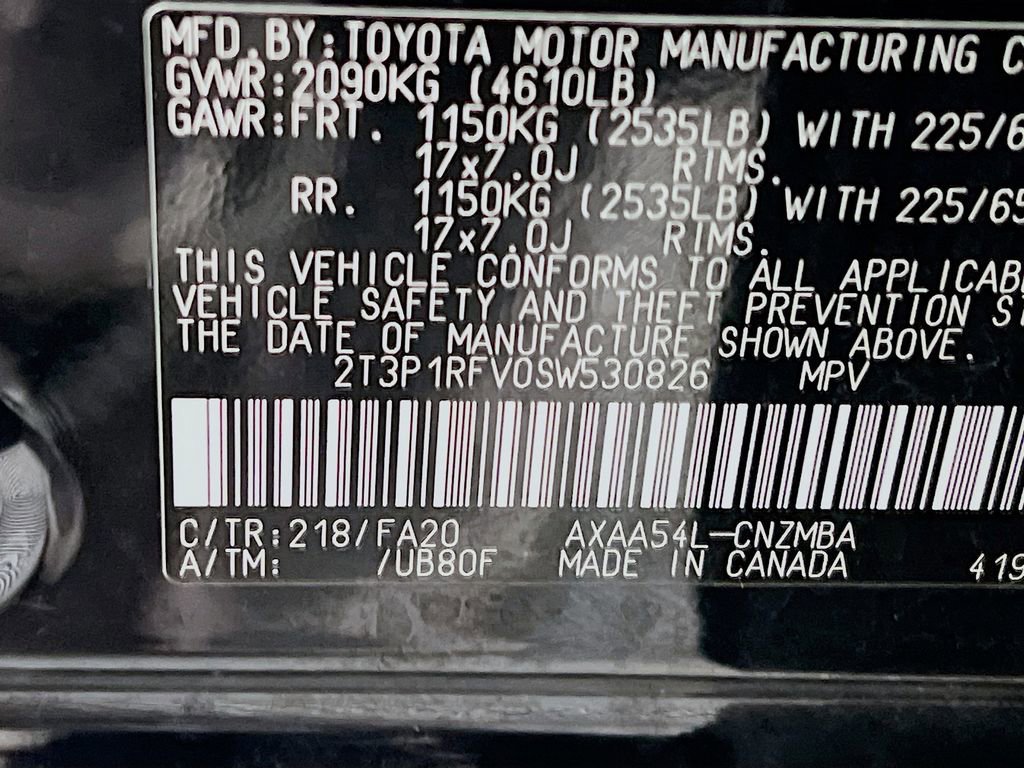 MFD.BY:TOYOTA MOTOR MANUFACTURING C
GVWR:2090KG (4610LB)
GAWR:FRT. 1150KG (2535LB) WITH 225/6
17x7.0J RIMS.
RR. 1150KG (2535LB) WITH 225/65
17x7.0J RIMS.
THIS VEHICLE CONFORMS TO ALL APPLICABL
VEHICLE SAFETY AND THEFT PREVENTION ST
THE DATE OF MANUFACTURE SHOWN ABOVE.
2T3P1RFV0SW530826 MPV
C/TR:218/FA20 AXAA54L-CNZMBA
A/TM: /UB80F MADE IN CANADA 419